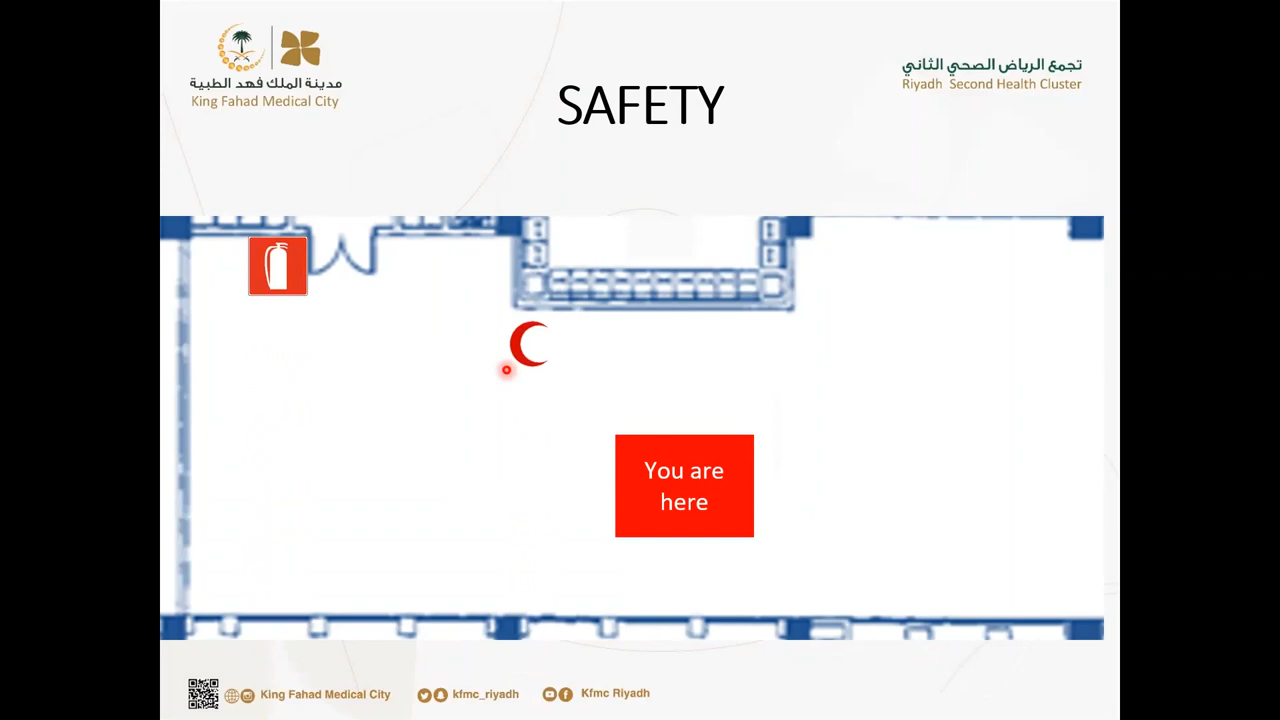 مدينة الملك فهد الطبية
King Fahad Medical City
تجمع الرياض الصحي الثاني
Riyadh Second Health Cluster
SAFETY
You are
here
King Fahad Medical City
kfmc_riyadh
Kfmc Riyadh